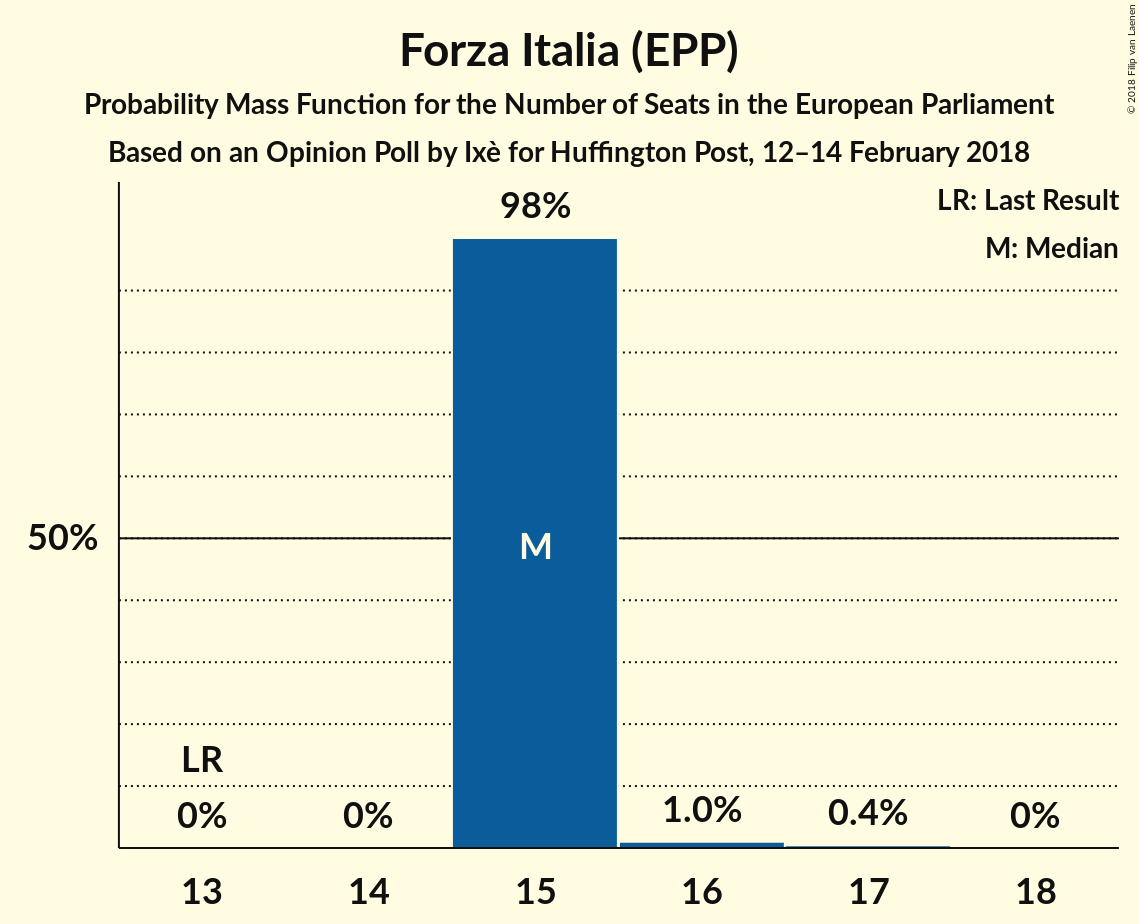 Forza Italia (EPP)
Probability Mass Function for the Number of Seats in the European Parliament
Based on an Opinion Poll by Ixè for Huffington Post, 12–14 February 2018
© 2018 Filip van Laenen
LR: Last Result
M: Median
98%
50%
M
LR
0%
0%
1.0%
0.4%
0%
13
14
15
16
17
18